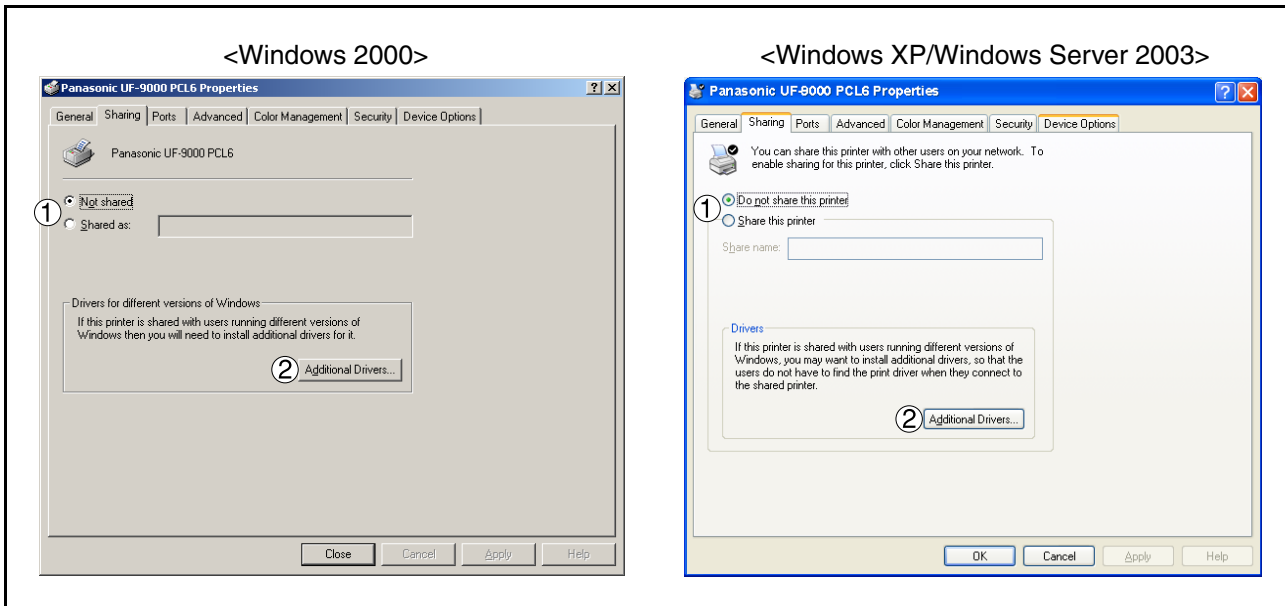 <Windows 2000>
Panasonic UF-9000 PCL6 Properties
General Sharing Ports Advanced Color Management Security Device Options
Panasonic UF-9000 PCL6
1 Not shared
Shared as:
Drivers for different versions of Windows
If this printer is shared with users running different versions of
Windows then you will need to install additional drivers for it.
2 Additional Drivers...
Close Cancel Apply Help
<Windows XP/Windows Server 2003>
Panasonic UF-9000 PCL6 Properties
General Sharing Ports Advanced Color Management Security Device Options
You can share this printer with other users on your network. To
enable sharing for this printer, click Share this printer.
1 Do not share this printer
Share this printer
Share name:
Drivers
If this printer is shared with users running different versions of
Windows, you may want to install additional drivers, so that the
users do not have to find the print driver when they connect to
the shared printer.
2 Additional Drivers...
OK Cancel Apply Help